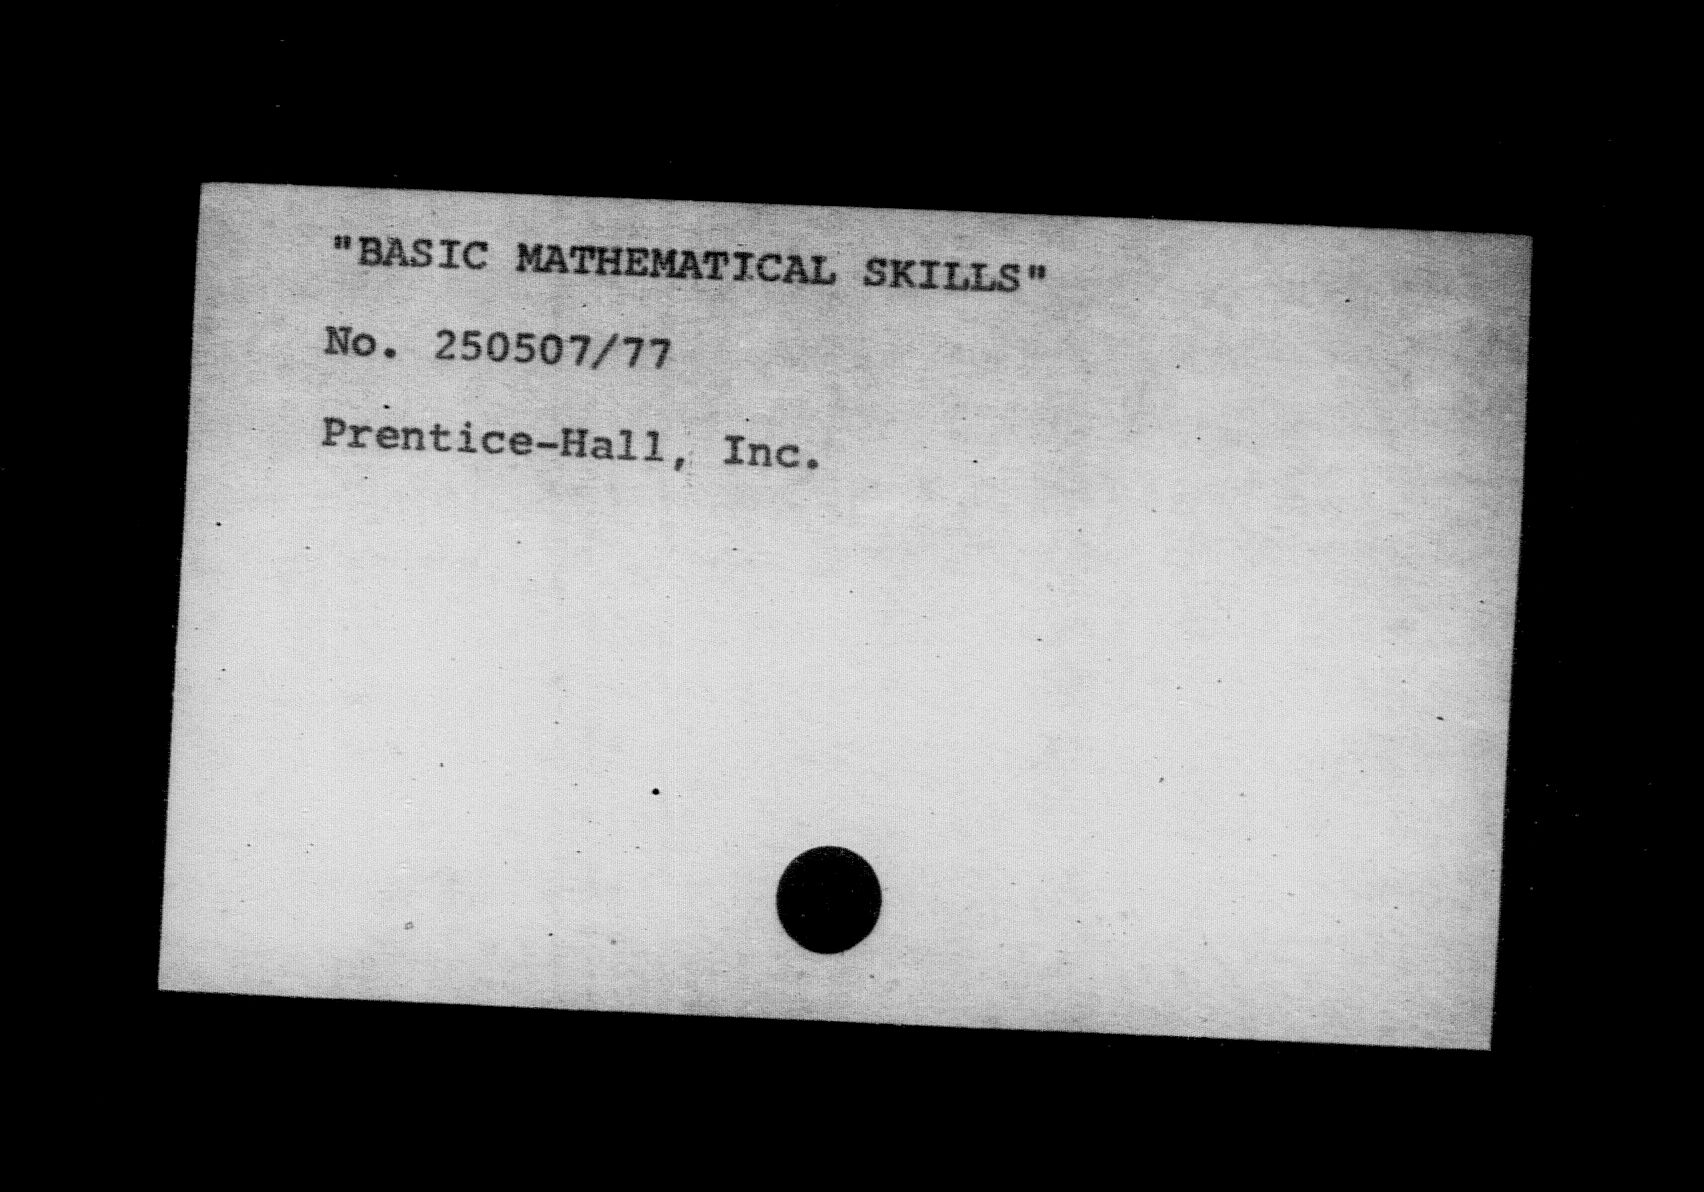 "BASIC MATHEMATICAL SKILLS"
No. 250507/77
Prentice-Hall, Inc.